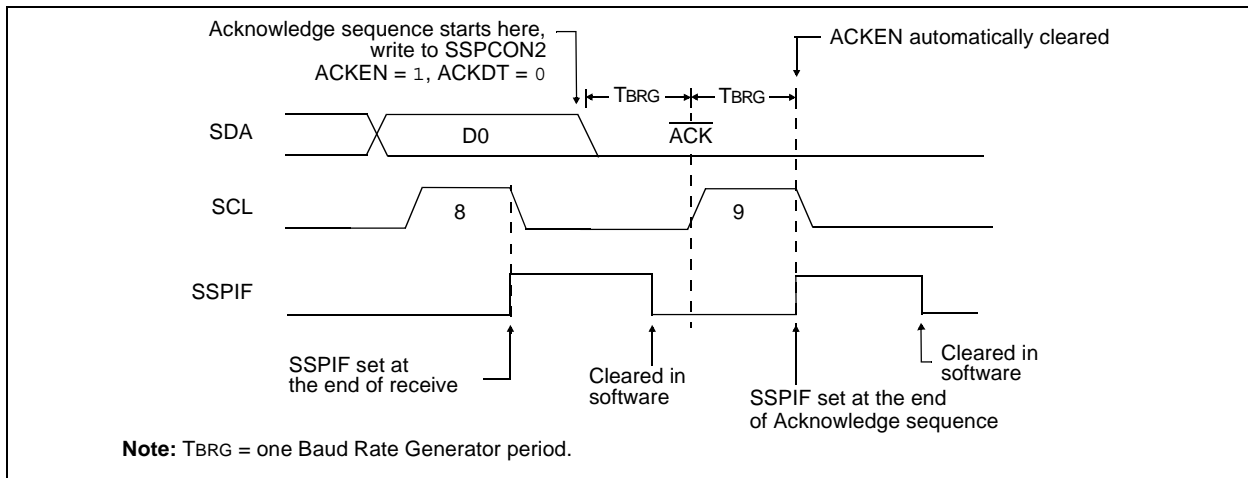 Acknowledge sequence starts here,
write to SSPCON2
ACKEN = 1, ACKDT = 0
ACKEN automatically cleared
TBRG
TBRG
SDA
D0
ACK
SCL
8
9
SSPIF
SSPIF set at
the end of receive
Cleared in
software
SSPIF set at the end
of Acknowledge sequence
Cleared in
software
Note: TBRG = one Baud Rate Generator period.